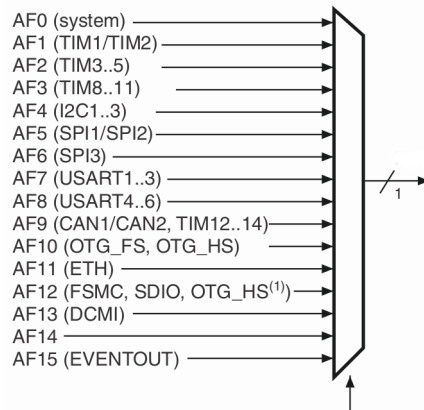 AF0 (system)
AF1 (TIM1/TIM2)
AF2 (TIM3..5)
AF3 (TIM8..11)
AF4 (I2C1..3)
AF5 (SPI1/SPI2)
AF6 (SPI3)
AF7 (USART1..3)
AF8 (USART4..6)
AF9 (CAN1/CAN2, TIM12..14)
AF10 (OTG_FS, OTG_HS)
AF11 (ETH)
AF12 (FSMC, SDIO, OTG_HS(1))
AF13 (DCMI)
AF14
AF15 (EVENTOUT)
1